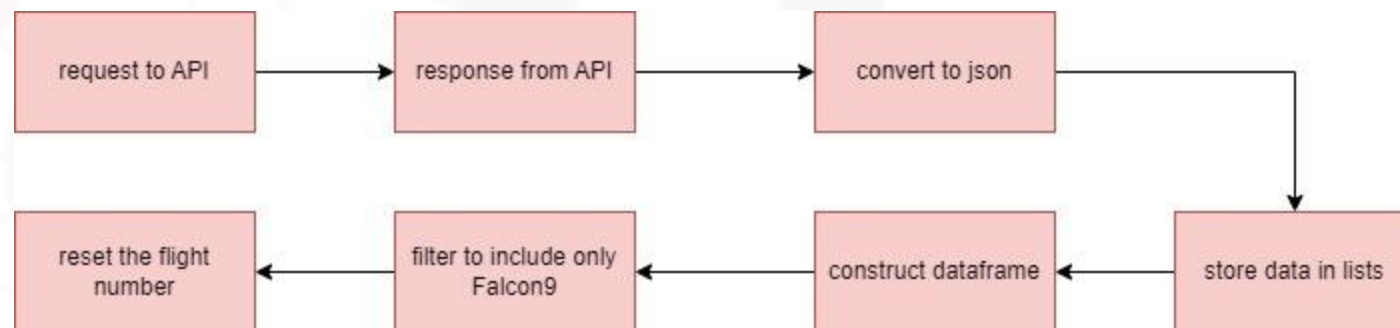 request to API
response from API
convert to json
store data in lists
construct dataframe
filter to include only
Falcon9
reset the flight
number